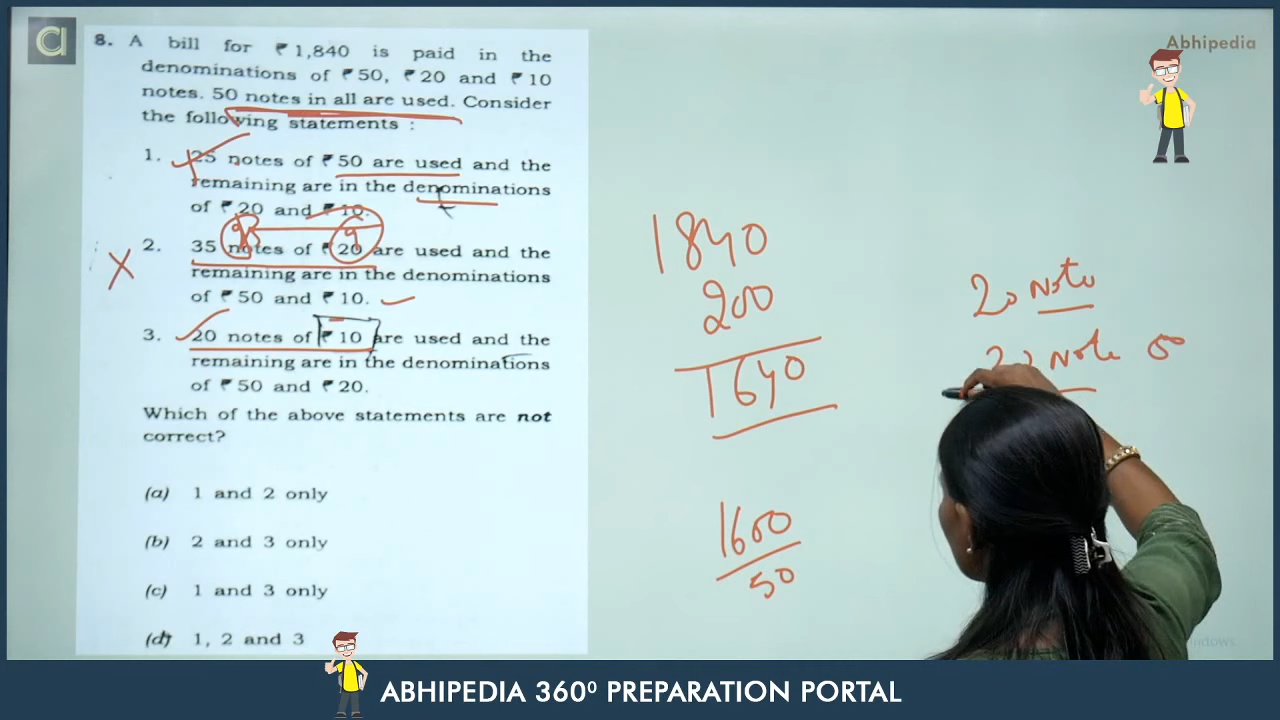 a
Abhipedia
8. A bill for ₹1,840 is paid in the
denominations of ₹50, ₹20 and ₹10
notes. 50 notes in all are used. Consider
the following statements :
1. 25 notes of ₹50 are used and the
remaining are in the denominations
of ₹20 and ₹10.
2. 35 notes of ₹20 are used and the
remaining are in the denominations
of ₹50 and ₹10.
3. 20 notes of ₹10 are used and the
remaining are in the denominations
of ₹50 and ₹20.
Which of the above statements are not
correct?
(a) 1 and 2 only
(b) 2 and 3 only
(c) 1 and 3 only
(d) 1, 2 and 3
1840
200
1640
1600
50
20 Note
Note
ABHIPEDIA 360⁰ PREPARATION PORTAL